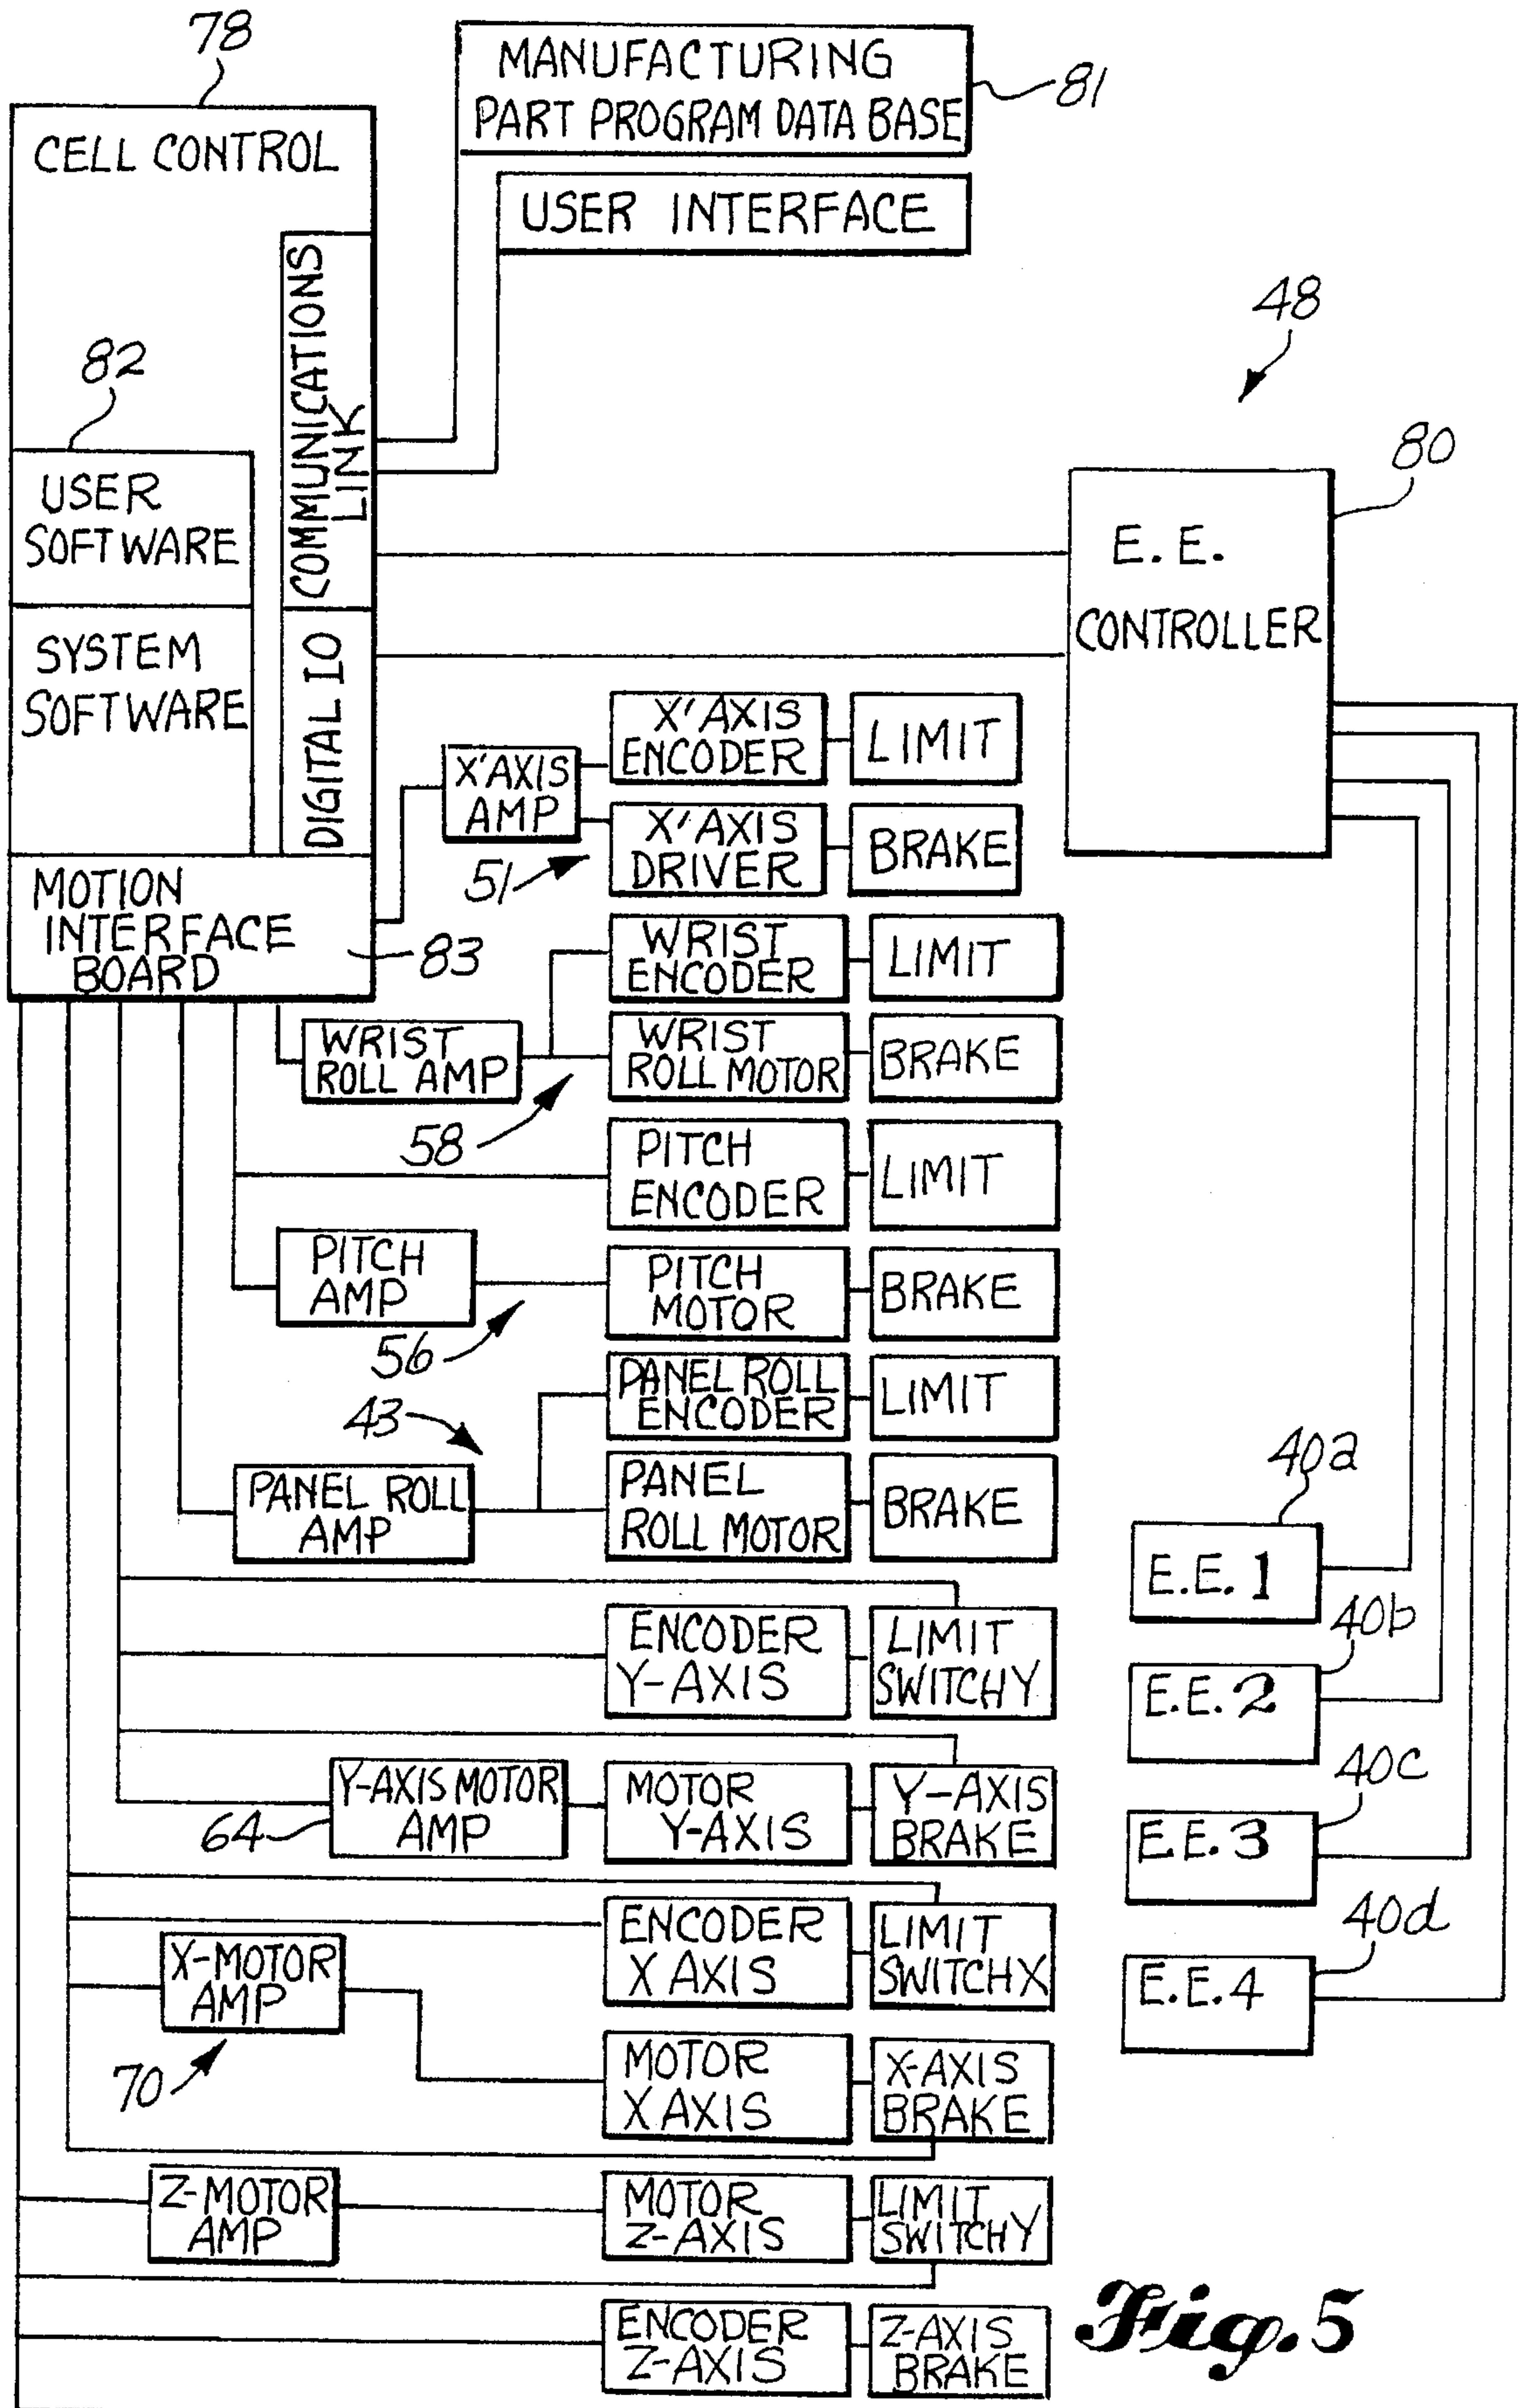 78
MANUFACTURING
PART PROGRAM DATA BASE
81
CELL CONTROL
USER INTERFACE
48
COMMUNICATIONS
LINK
82
USER
SOFTWARE
80
E. E.
CONTROLLER
SYSTEM
SOFTWARE
DIGITAL IO
X' AXIS
ENCODER
LIMIT
X' AXIS
AMP
X' AXIS
DRIVER
BRAKE
51
MOTION
INTERFACE
BOARD
83
WRIST
ENCODER
LIMIT
WRIST
ROLL AMP
WRIST
ROLL MOTOR
BRAKE
58
PITCH
ENCODER
LIMIT
PITCH
AMP
PITCH
MOTOR
BRAKE
56
PANEL ROLL
ENCODER
LIMIT
43
PANEL ROLL
AMP
PANEL
ROLL MOTOR
BRAKE
40a
E.E. 1
ENCODER
Y-AXIS
LIMIT
SWITCHY
40b
E.E. 2
Y-AXIS MOTOR
AMP
64
MOTOR
Y-AXIS
Y-AXIS
BRAKE
40c
E.E. 3
ENCODER
X AXIS
LIMIT
SWITCHX
40d
E.E. 4
X-MOTOR
AMP
70
MOTOR
X AXIS
X-AXIS
BRAKE
Z-MOTOR
AMP
MOTOR
Z-AXIS
LIMIT
SWITCHY
ENCODER
Z-AXIS
Z-AXIS
BRAKE
Fig. 5